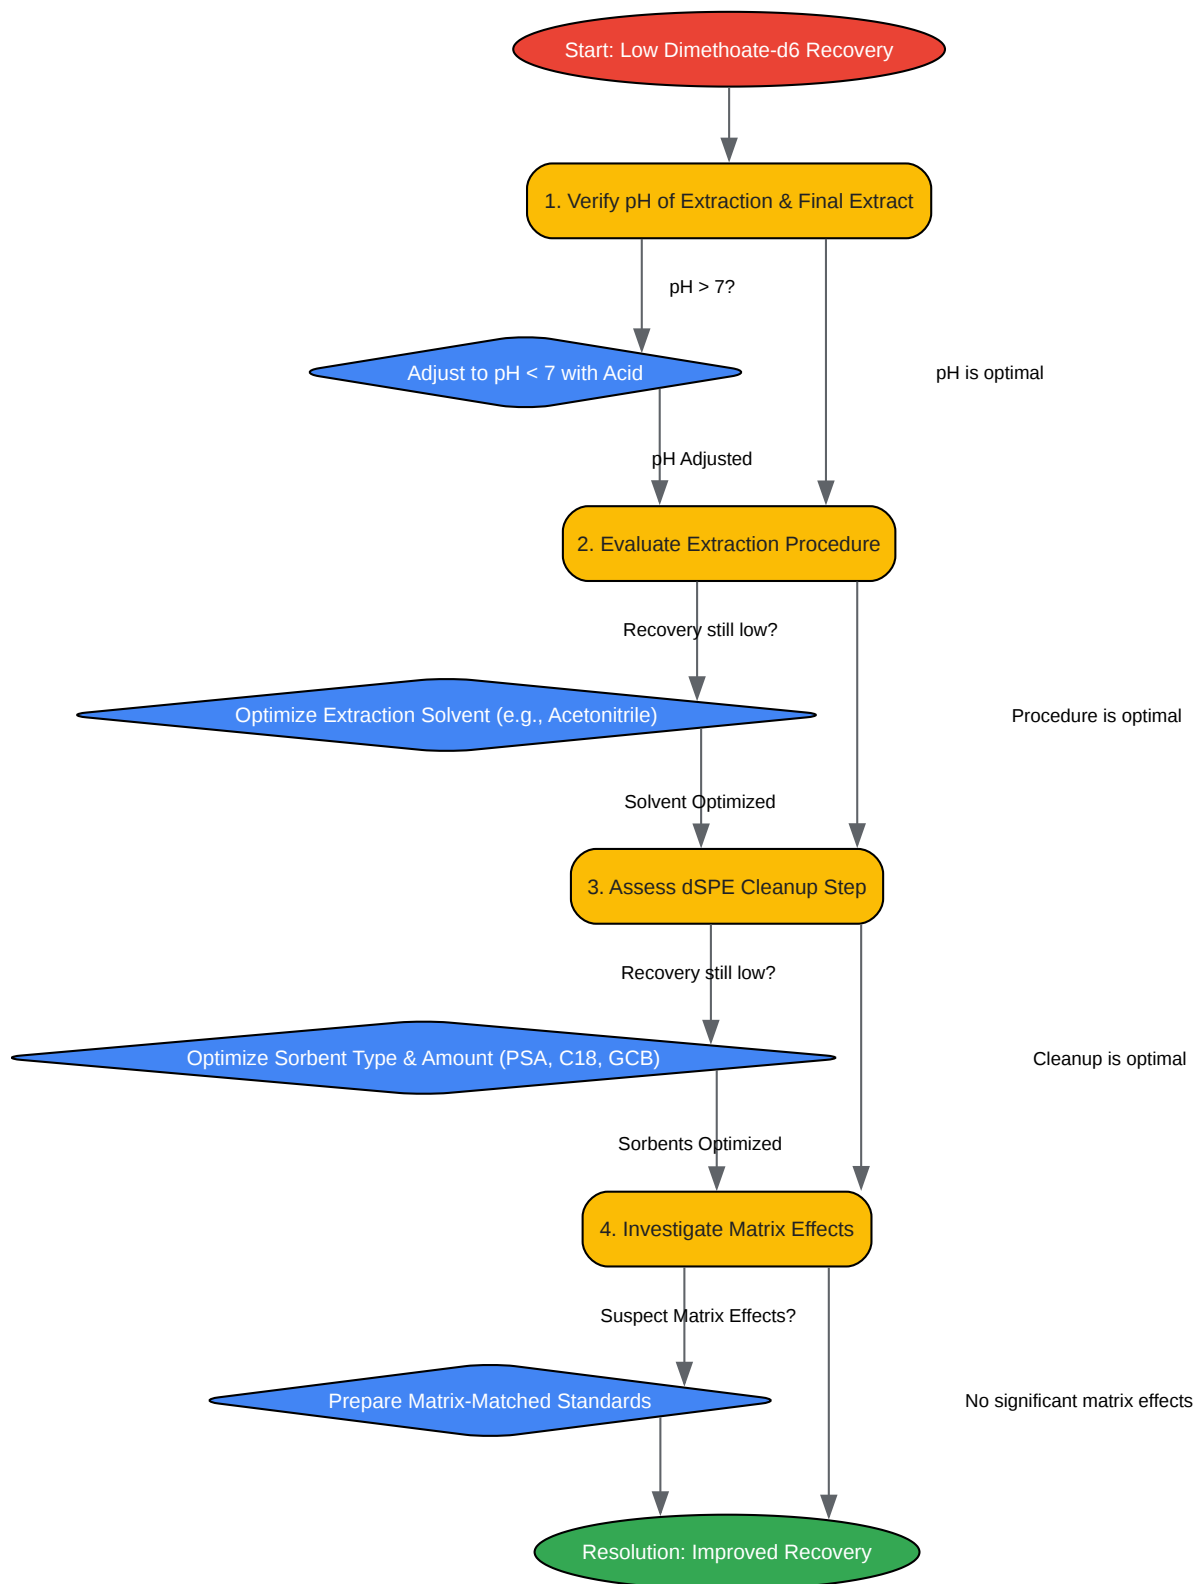 Start: Low Dimethoate-d6 Recovery
1. Verify pH of Extraction & Final Extract
pH > 7?
Adjust to pH < 7 with Acid
pH is optimal
pH Adjusted
2. Evaluate Extraction Procedure
Recovery still low?
Optimize Extraction Solvent (e.g., Acetonitrile)
Procedure is optimal
Solvent Optimized
3. Assess dSPE Cleanup Step
Recovery still low?
Optimize Sorbent Type & Amount (PSA, C18, GCB)
Cleanup is optimal
Sorbents Optimized
4. Investigate Matrix Effects
Suspect Matrix Effects?
Prepare Matrix-Matched Standards
No significant matrix effects
Resolution: Improved Recovery